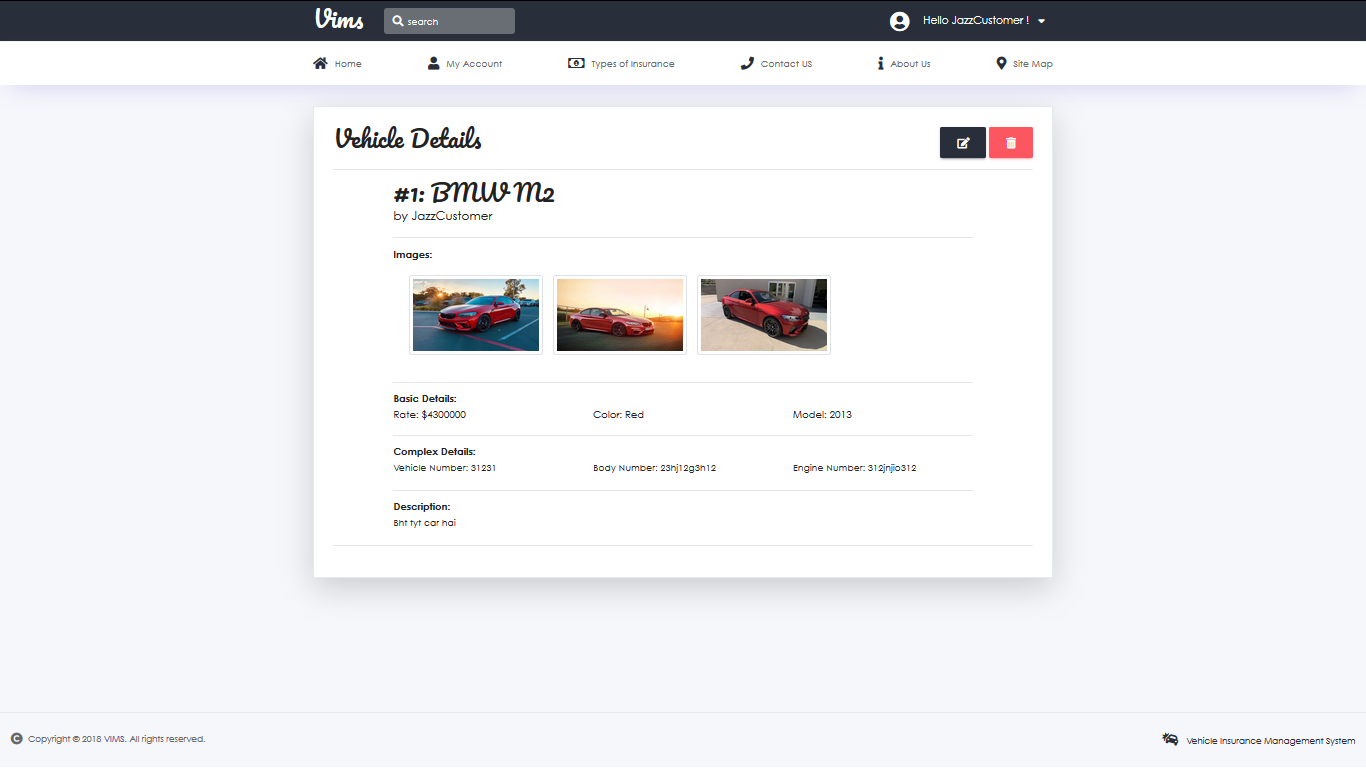 Vims search Hello JazzCustomer !
Home My Account Types of Insurance Contact US About Us Site Map
Vehicle Details
#1: BMW M2
by JazzCustomer
Images:
Basic Details:
Rate: $4300000 Color: Red Model: 2013
Complex Details:
Vehicle Number: 31231 Body Number: 23hj12g3h12 Engine Number: 312jnjio312
Description:
Bht tyt car hai
Copyright © 2018 VIMS. All rights reserved. Vehicle Insurance Management System